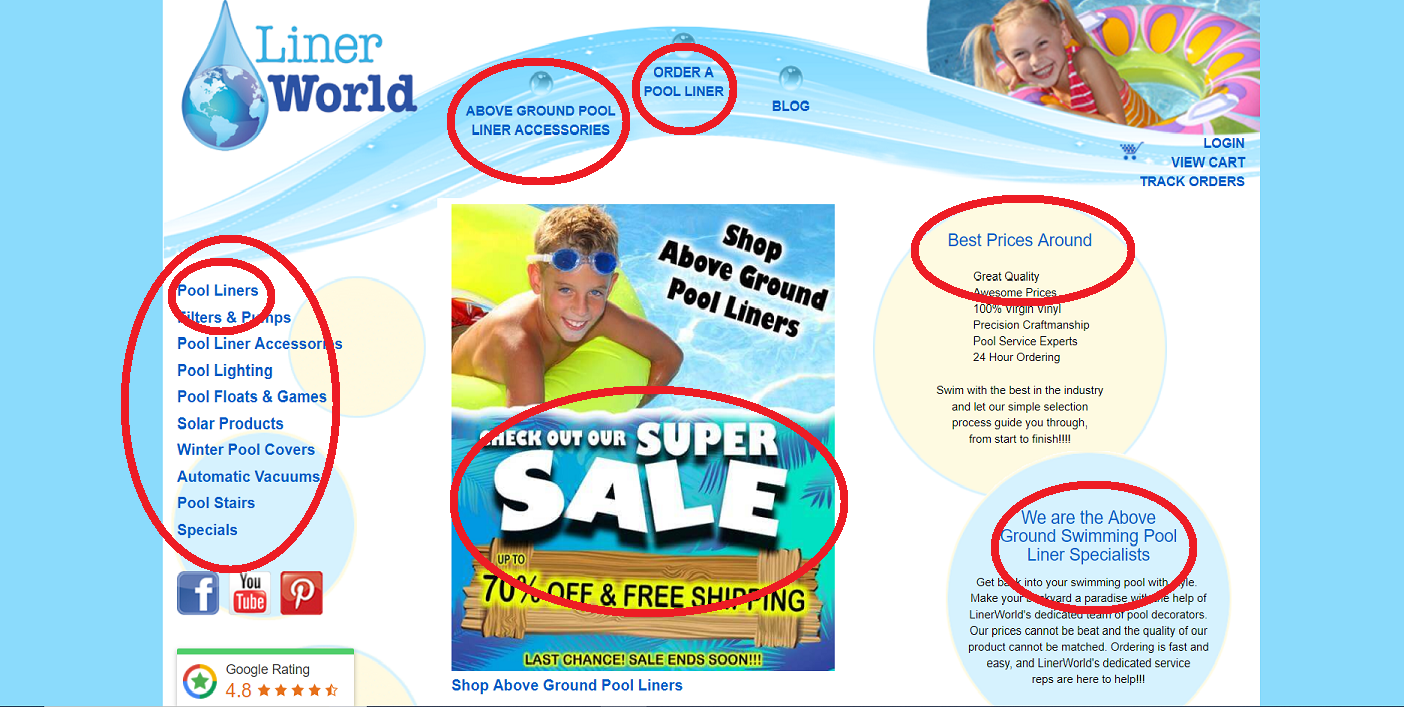 Liner
World
ABOVE GROUND POOL
LINER ACCESSORIES
ORDER A
POOL LINER
BLOG
LOGIN
VIEW CART
TRACK ORDERS
Pool Liners
Filters & Pumps
Pool Liner Accessories
Pool Lighting
Pool Floats & Games
Solar Products
Winter Pool Covers
Automatic Vacuums
Pool Stairs
Specials
You
Tube
Google Rating
4.8
Shop
Above Ground
Pool Liners
CHECK OUT OUR SUPER
SALE
UP TO
70% OFF & FREE SHIPPING
LAST CHANCE! SALE ENDS SOON!!!
Shop Above Ground Pool Liners
Best Prices Around
Great Quality
Awesome Prices
100% Virgin Vinyl
Precision Craftmanship
Pool Service Experts
24 Hour Ordering
Swim with the best in the industry
and let our simple selection
process guide you through,
from start to finish!!!!
We are the Above
Ground Swimming Pool
Liner Specialists
Get back into your swimming pool with style.
Make your backyard a paradise with the help of
LinerWorld's dedicated team of pool decorators.
Our prices cannot be beat and the quality of our
product cannot be matched. Ordering is fast and
easy, and LinerWorld's dedicated service
reps are here to help!!!